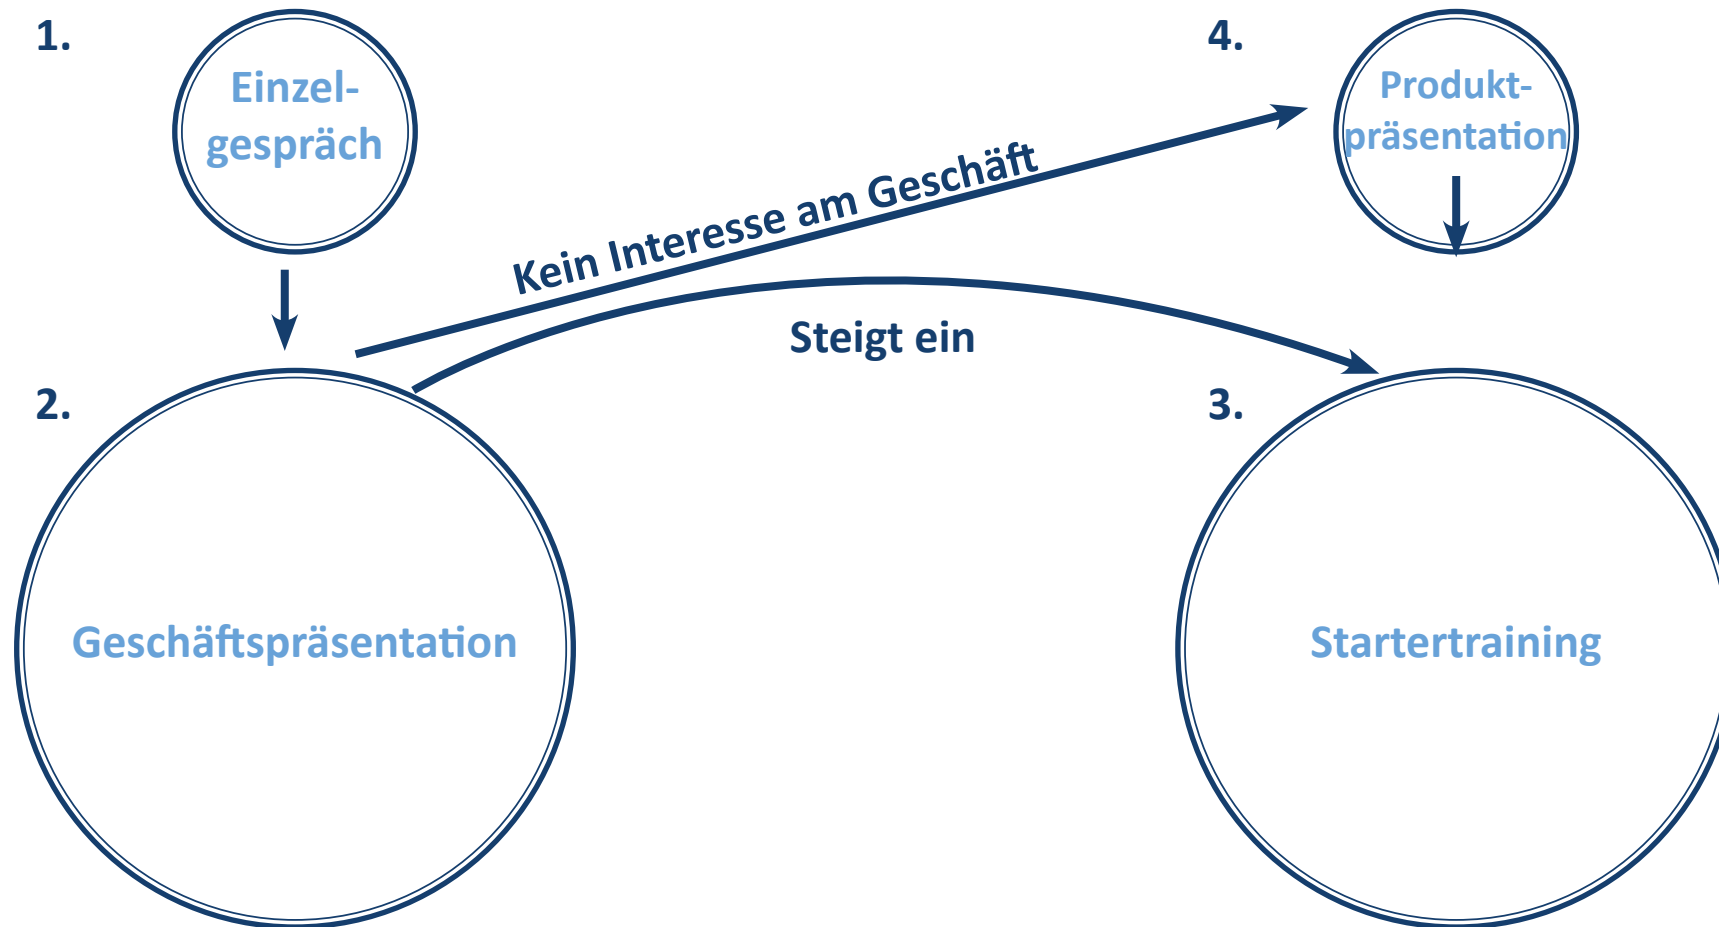 1.
Einzel-
gespräch
4.
Produkt-
präsentation
Kein Interesse am Geschäft
Steigt ein
2.
Geschäftspräsentation
3.
Startertraining